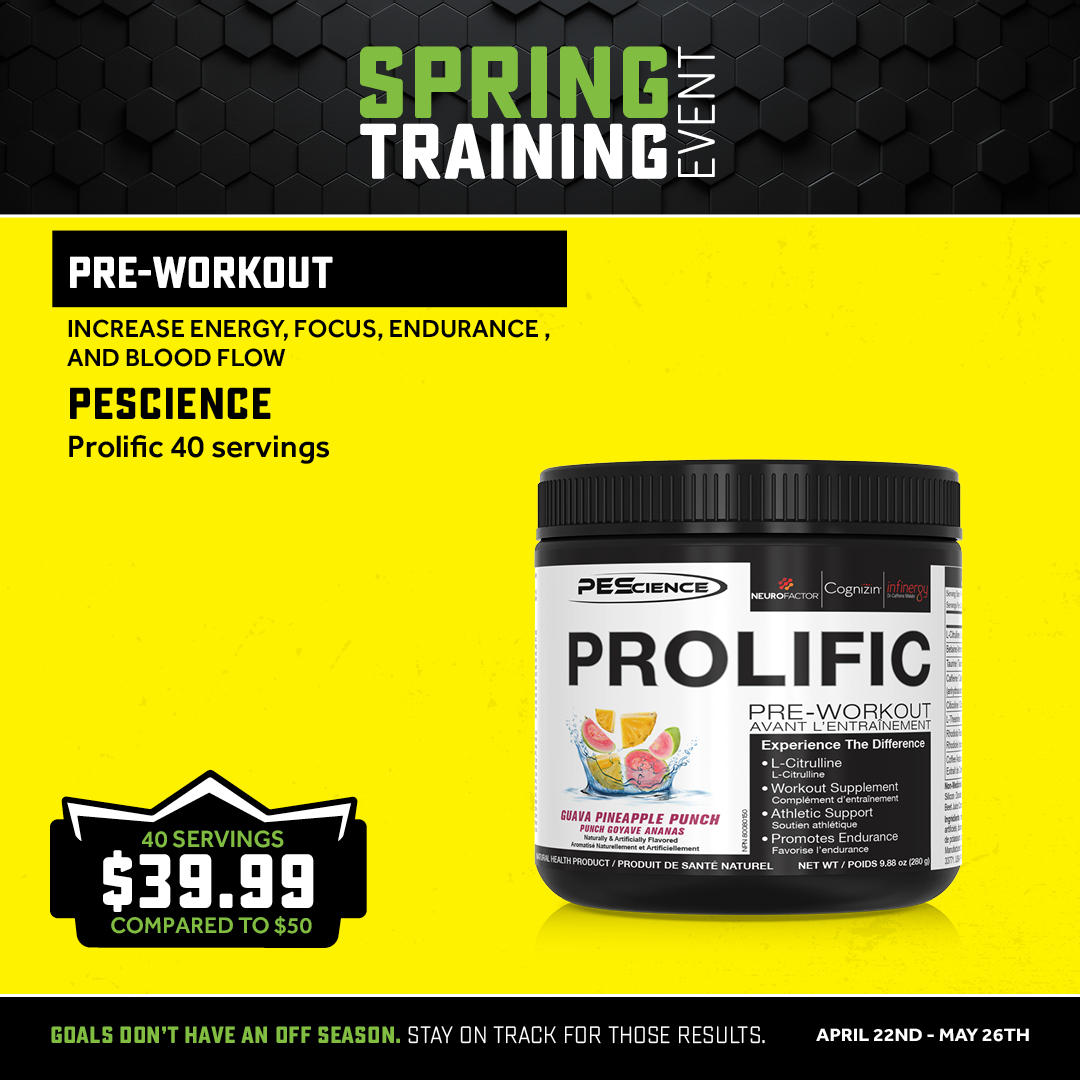 SPRING
TRAINING
EVENT
PRE-WORKOUT
INCREASE ENERGY, FOCUS, ENDURANCE ,
AND BLOOD FLOW
PESCIENCE
Prolific 40 servings
PEScience
NEUROFACTOR
Cognizin
infinergy
PROLIFIC
PRE-WORKOUT
AVANT L'ENTRAÎNEMENT
Experience The Difference
• L-Citrulline
L-Citrulline
• Workout Supplement
Complément d'entraînement
• Athletic Support
Soutien athlétique
• Promotes Endurance
Favorise l'endurance
GUAVA PINEAPPLE PUNCH
PUNCH GOYAVE ANANAS
Naturally & Artificially Flavored
Aromatisé Naturellement et Artificiellement
NPN 80080150
HEALTH PRODUCT / PRODUIT DE SANTÉ NATUREL
NET WT / POIDS 9.88 oz (280 g)
40 SERVINGS
$39.99
COMPARED TO $50
GOALS DON'T HAVE AN OFF SEASON. STAY ON TRACK FOR THOSE RESULTS.
APRIL 22ND - MAY 26TH